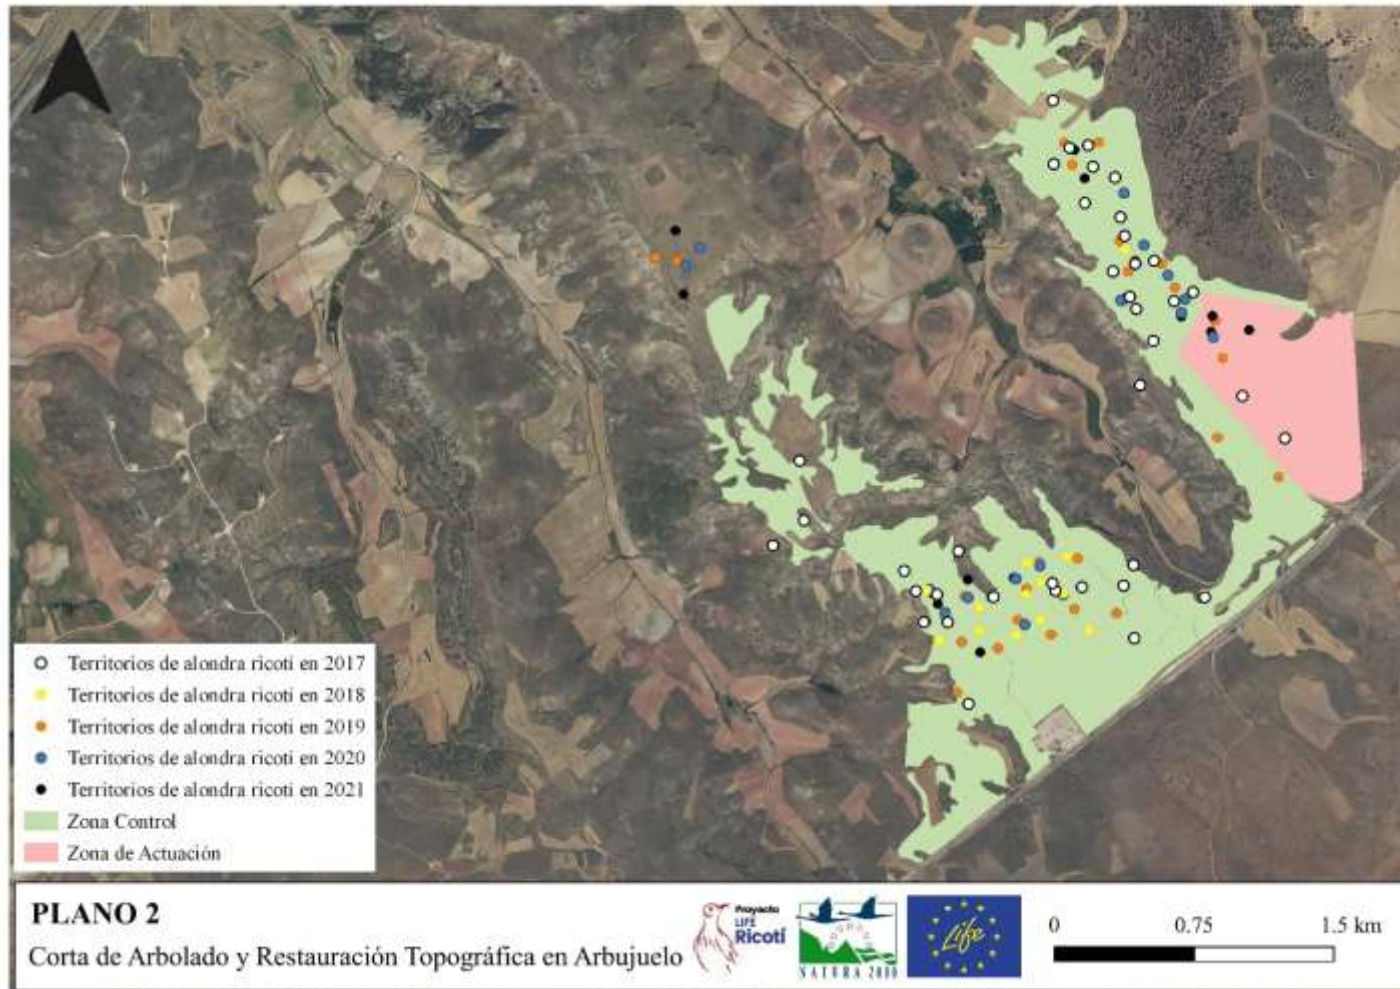 Territorios de alondra ricotí en 2017
Territorios de alondra ricotí en 2018
Territorios de alondra ricotí en 2019
Territorios de alondra ricotí en 2020
Territorios de alondra ricotí en 2021
Zona Control
Zona de Actuación
PLANO 2
Corta de Arbolado y Restauración Topográfica en Arbujuelo
Proyecto
LIFE
Ricotí
NATURA 2000
Life
0 0.75 1.5 km